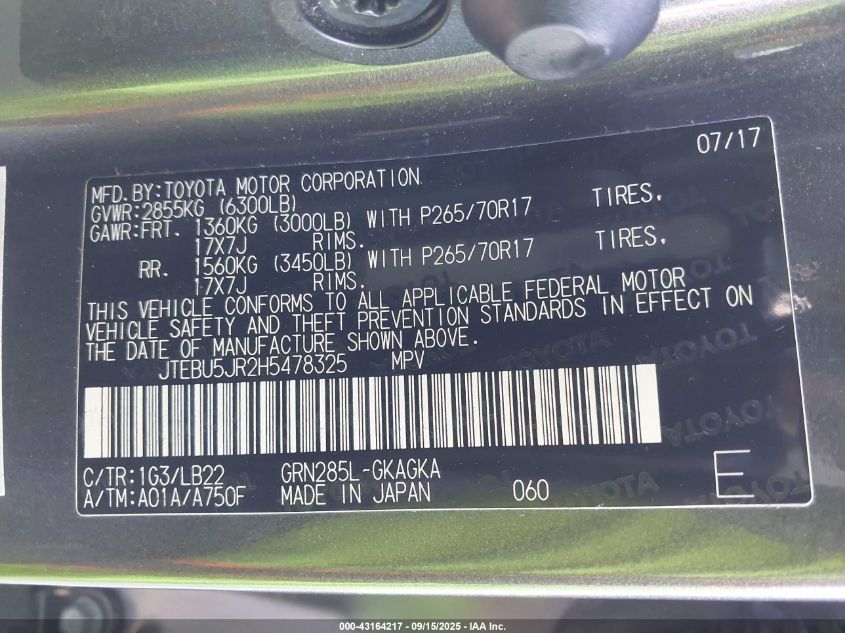 07/17
MFD.BY:TOYOTA MOTOR CORPORATION
GVWR:2855KG (6300LB)
GAWR:FRT. 1360KG (3000LB) WITH P265/70R17 TIRES.
17X7J RIMS.
RR. 1560KG (3450LB) WITH P265/70R17 TIRES.
17X7J RIMS.
THIS VEHICLE CONFORMS TO ALL APPLICABLE FEDERAL MOTOR
VEHICLE SAFETY AND THEFT PREVENTION STANDARDS IN EFFECT ON
THE DATE OF MANUFACTURE SHOWN ABOVE.
JTEBU5JR2H5478325 MPV
C/TR:1G3/LB22 GRN285L-GKAGKA
A/TM:A01A/A750F MADE IN JAPAN 060 E
000-43164217 - 09/15/2025 - IAA Inc.